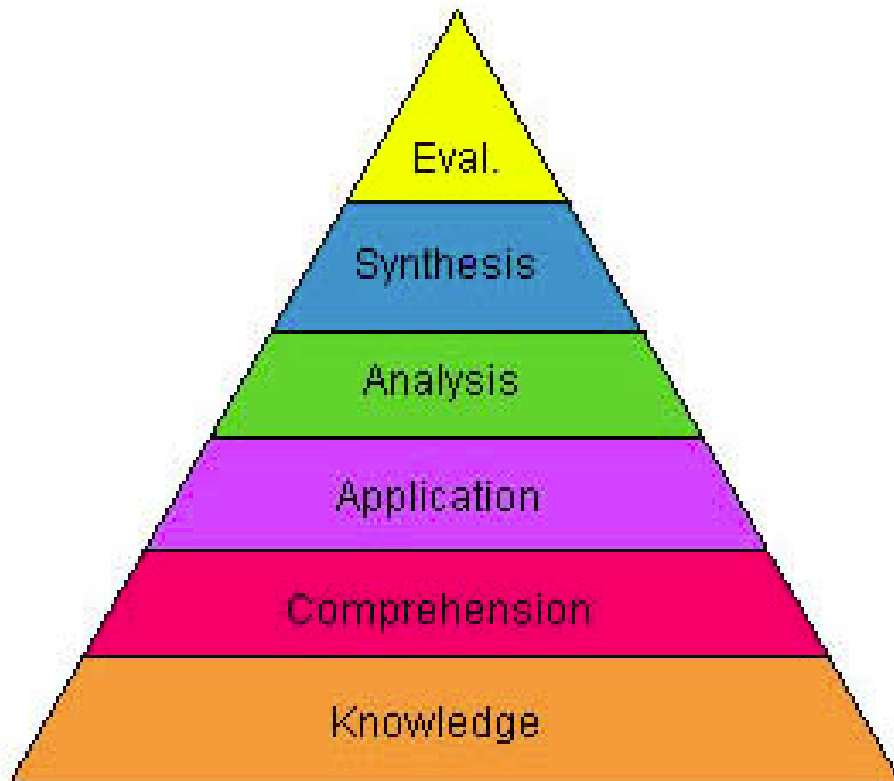 Eval.
Synthesis
Analysis
Application
Comprehension
Knowledge